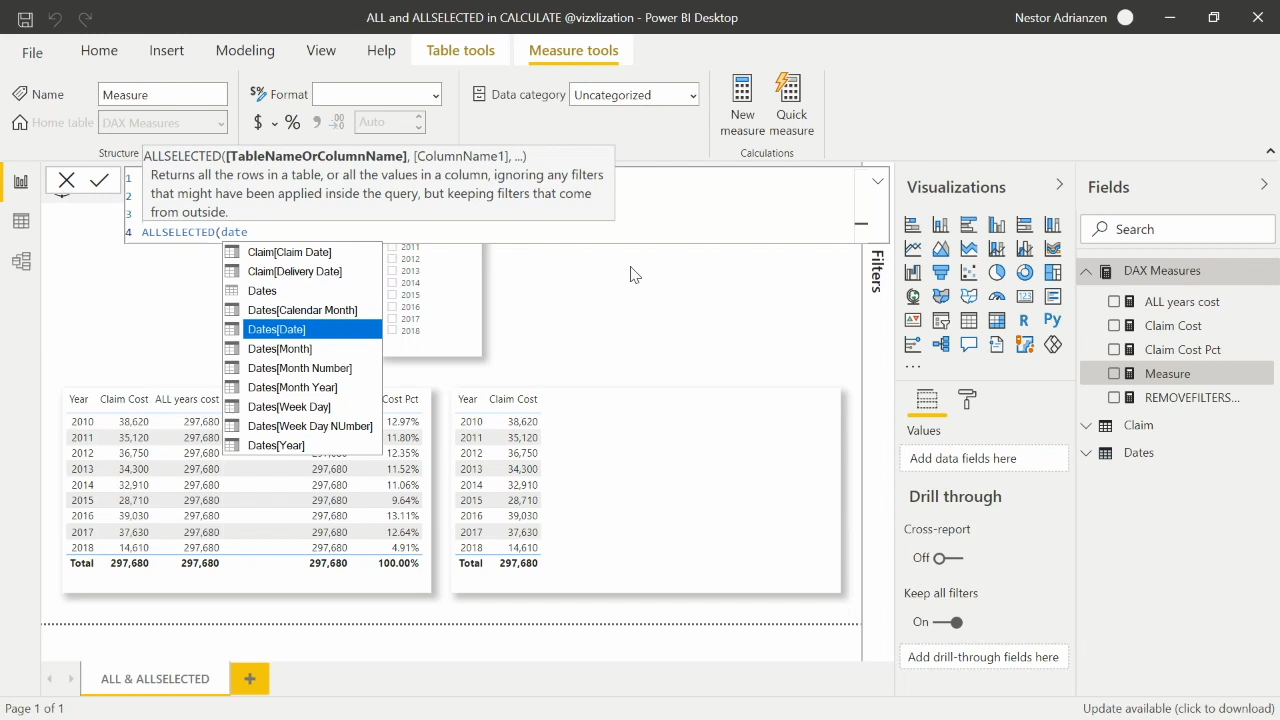 ALL and ALLSELECTED in CALCULATE @vizxlization - Power BI Desktop
Nestor Adrianzen
File Home Insert Modeling View Help Table tools Measure tools
Name Measure
Home table DAX Measures
Structure
$% Format
$ % Auto
Data category Uncategorized
New measure
Quick measure
Calculations
ALLSELECTED([TableNameOrColumnName], [ColumnName1], ...)
Returns all the rows in a table, or all the values in a column, ignoring any filters
that might have been applied inside the query, but keeping filters that come
from outside.
1
2
3
4 ALLSELECTED(date
Claim[Claim Date]
Claim[Delivery Date]
Dates
Dates[Calendar Month]
Dates[Date]
Dates[Month]
Dates[Month Number]
Dates[Month Year]
Dates[Week Day]
Dates[Week Day NUmber]
Dates[Year]
2011
2012
2013
2014
2015
2016
2017
2018
Year Claim Cost ALL years cost Cost Pct
2010 38,620 297,680 12.97%
2011 35,120 297,680 11.80%
2012 36,750 297,680 12.35%
2013 34,300 297,680 297,680 11.52%
2014 32,910 297,680 297,680 11.06%
2015 28,710 297,680 297,680 9.64%
2016 39,030 297,680 297,680 13.11%
2017 37,630 297,680 297,680 12.64%
2018 14,610 297,680 297,680 4.91%
Total 297,680 297,680 297,680 100.00%
Year Claim Cost
2010 38,620
2011 35,120
2012 36,750
2013 34,300
2014 32,910
2015 28,710
2016 39,030
2017 37,630
2018 14,610
Total 297,680
Filters
Visualizations
R Py
...
Values
Add data fields here
Drill through
Cross-report
Off
Keep all filters
On
Add drill-through fields here
Fields
Search
DAX Measures
ALL years cost
Claim Cost
Claim Cost Pct
Measure
REMOVEFILTERS...
Claim
Dates
ALL & ALLSELECTED
Page 1 of 1
Update available (click to download)